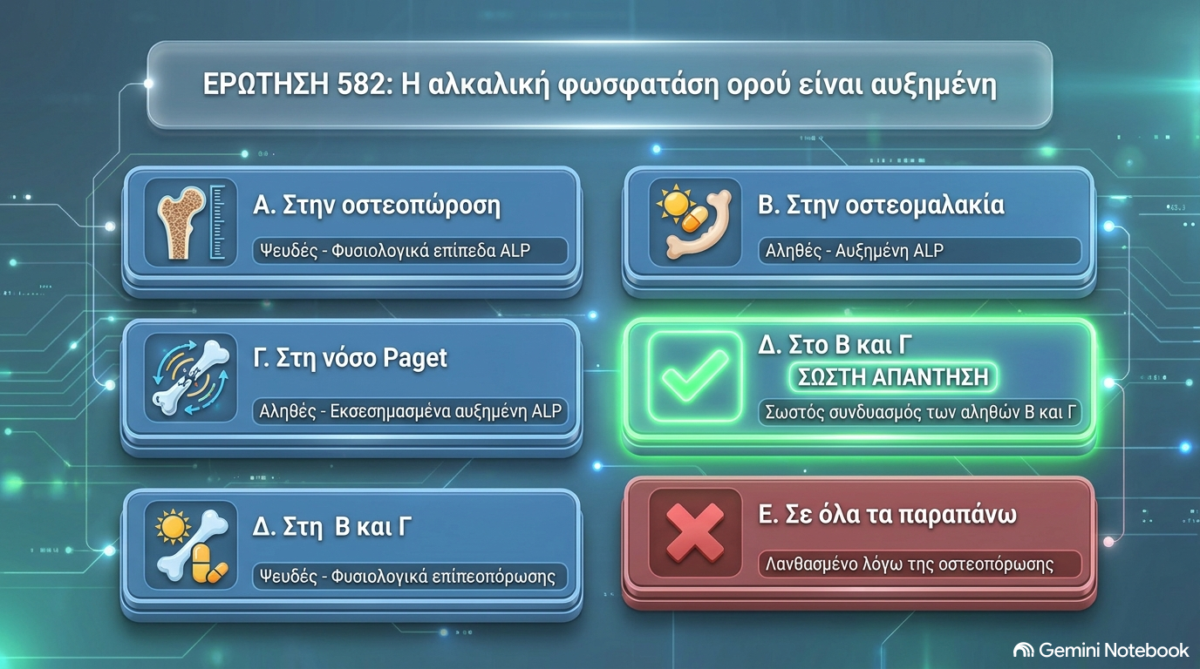 ΕΡΩΤΗΣΗ 582: Η αλκαλική φωσφατάση ορού είναι αυξημένη
Α. Στην οστεοπώροση
Ψευδές - Φυσιολογικά επίπεδα ALP
Β. Στην οστεομαλακία
Αληθές - Αυξημένη ALP
Γ. Στη νόσο Paget
Αληθές - Εκσεσημασμένα αυξημένη ALP
Δ. Στο Β και Γ
ΣΩΣΤΗ ΑΠΑΝΤΗΣΗ
Σωστός συνδυασμός των αληθών Β και Γ
Δ. Στη Β και Γ
Ψευδές - Φυσιολογικά επίπεοπόρωσης
Ε. Σε όλα τα παραπάνω
Λανθασμένο λόγω της οστεοπόρωσης
Gemini Notebook